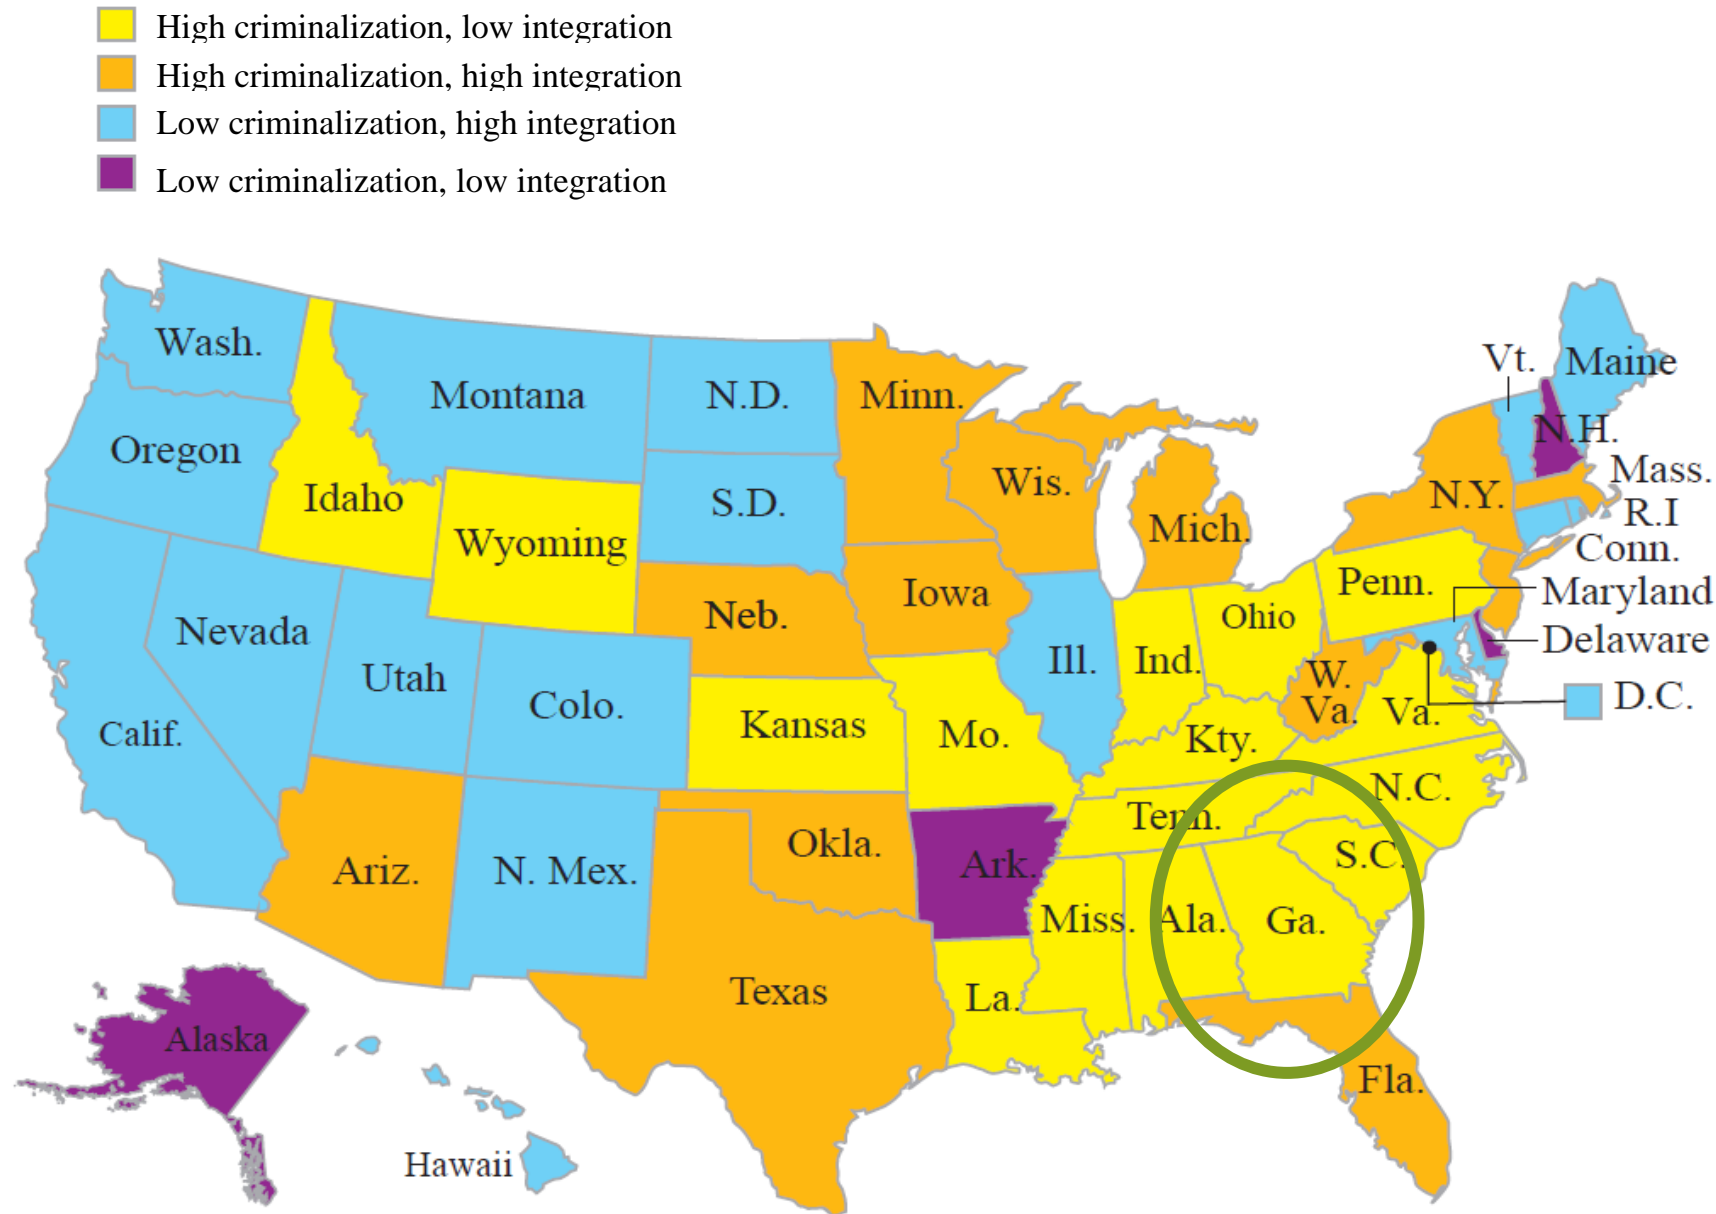 High criminalization, low integration
High criminalization, high integration
Low criminalization, high integration
Low criminalization, low integration
Wash.
Montana
N.D.
Minn.
Vt.
Maine
Oregon
Idaho
S.D.
Wis.
Mich.
N.Y.
N.H.
Mass.
R.I
Conn.
Wyoming
Neb.
Iowa
Penn.
Maryland
Delaware
Nevada
Utah
Colo.
Ill.
Ind.
Ohio
W.
Va.
Va.
D.C.
Calif.
Kansas
Mo.
Kty.
N.C.
Tenn.
Ariz.
N. Mex.
Okla.
Ark.
S.C.
Miss.
Ala.
Ga.
Texas
La.
Fla.
Alaska
Hawaii